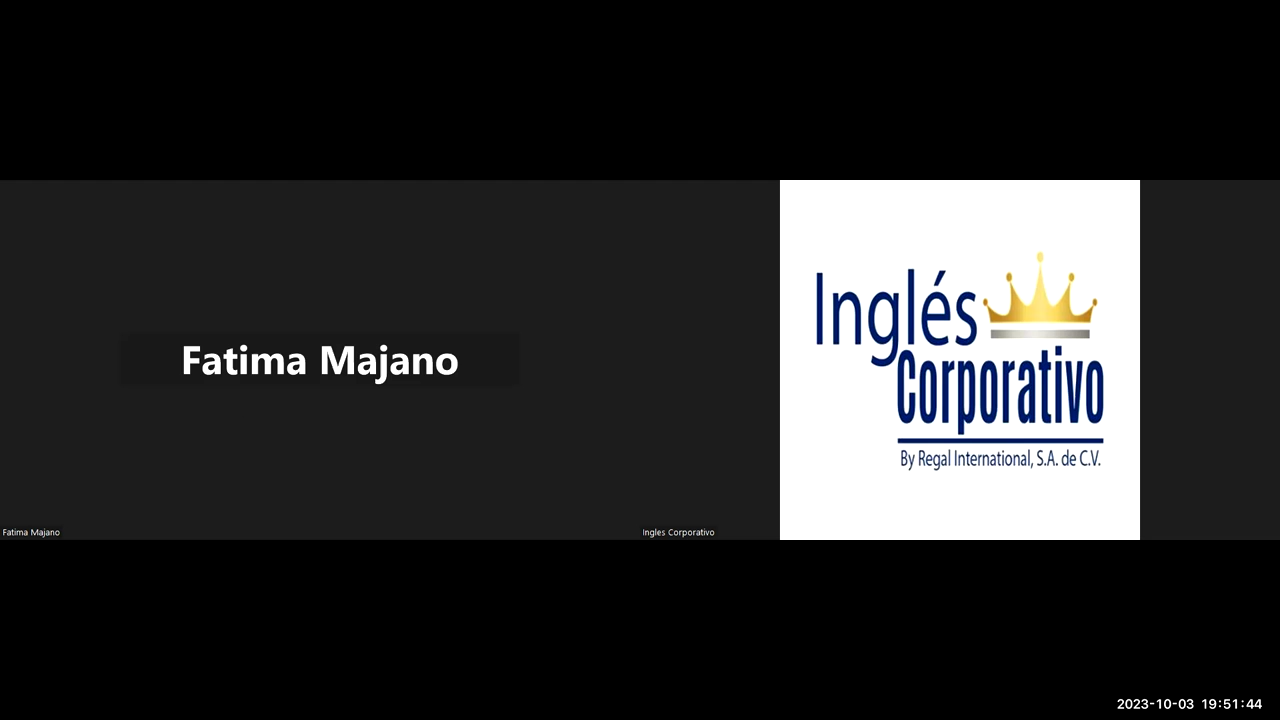 Fatima Majano
Inglés
Corporativo
By Regal International, S.A. de C.V.
Fatima Majano
Ingles Corporativo
2023-10-03 19:51:44